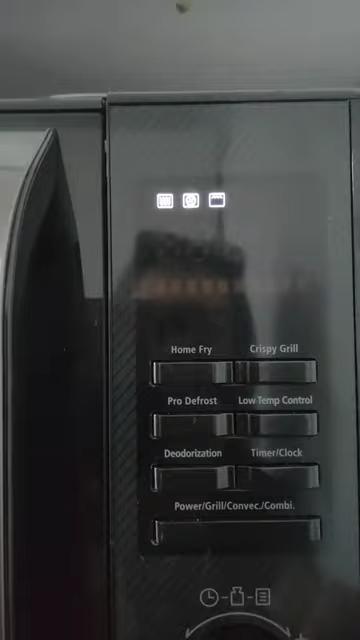 Home Fry Crispy Grill
Pro Defrost Low Temp Control
Deodorization Timer/Clock
Power/Grill/Convec./Combi.
+